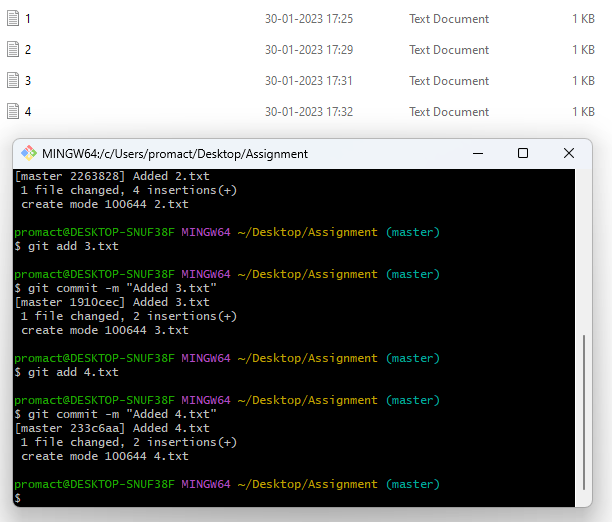 1 30-01-2023 17:25 Text Document 1 KB
2 30-01-2023 17:29 Text Document 1 KB
3 30-01-2023 17:31 Text Document 1 KB
4 30-01-2023 17:32 Text Document 1 KB
MINGW64:/c/Users/promact/Desktop/Assignment
[master 2263828] Added 2.txt
 1 file changed, 4 insertions(+)
 create mode 100644 2.txt
promact@DESKTOP-SNUF38F MINGW64 ~/Desktop/Assignment (master)
$ git add 3.txt
promact@DESKTOP-SNUF38F MINGW64 ~/Desktop/Assignment (master)
$ git commit -m "Added 3.txt"
[master 1910cec] Added 3.txt
 1 file changed, 2 insertions(+)
 create mode 100644 3.txt
promact@DESKTOP-SNUF38F MINGW64 ~/Desktop/Assignment (master)
$ git add 4.txt
promact@DESKTOP-SNUF38F MINGW64 ~/Desktop/Assignment (master)
$ git commit -m "Added 4.txt"
[master 233c6aa] Added 4.txt
 1 file changed, 2 insertions(+)
 create mode 100644 4.txt
promact@DESKTOP-SNUF38F MINGW64 ~/Desktop/Assignment (master)
$